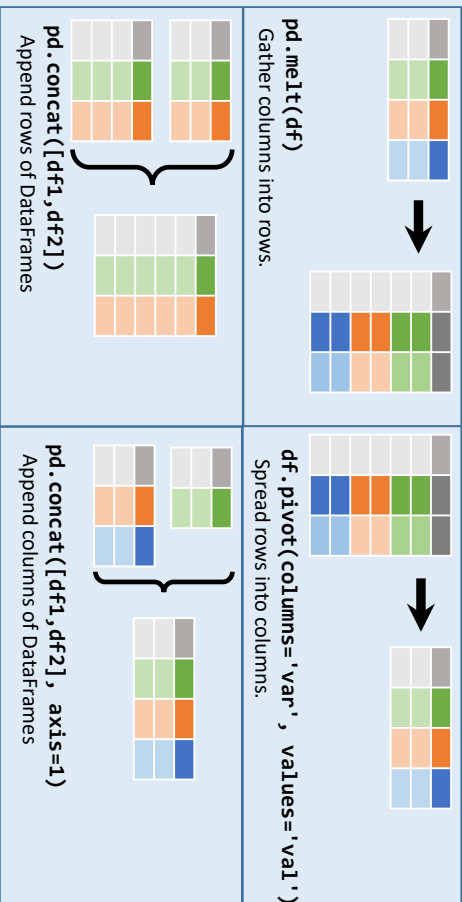 pd.melt(df)
Gather columns into rows.
df.pivot(columns='var', values='val')
Spread rows into columns.
pd.concat([df1,df2])
Append rows of DataFrames
pd.concat([df1,df2], axis=1)
Append columns of DataFrames